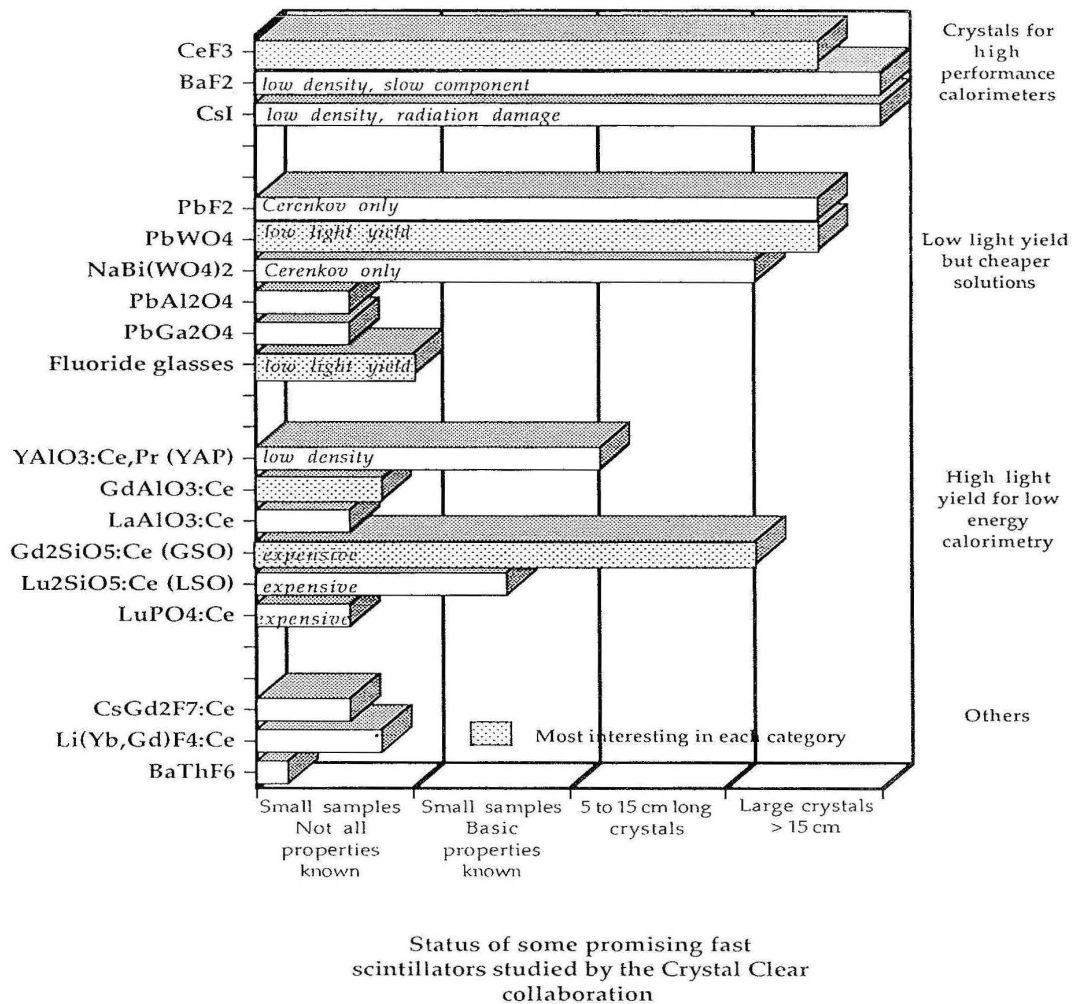 CeF3
BaF2
low density, slow component
CsI
low density, radiation damage
Crystals for
high
performance
calorimeters
PbF2
Cerenkov only
PbWO4
low light yield
NaBi(WO4)2
Cerenkov only
PbAl2O4
PbGa2O4
Fluoride glasses
low light yield
Low light yield
but cheaper
solutions
YAlO3:Ce,Pr (YAP)
low density
GdAlO3:Ce
LaAlO3:Ce
Gd2SiO5:Ce (GSO)
expensive
Lu2SiO5:Ce (LSO)
expensive
LuPO4:Ce
expensive
High light
yield for low
energy
calorimetry
CsGd2F7:Ce
Li(Yb,Gd)F4:Ce
BaThF6
Others
Most interesting in each category
Small samples
Not all
properties
known
Small samples
Basic
properties
known
5 to 15 cm long
crystals
Large crystals
> 15 cm
Status of some promising fast
scintillators studied by the Crystal Clear
collaboration